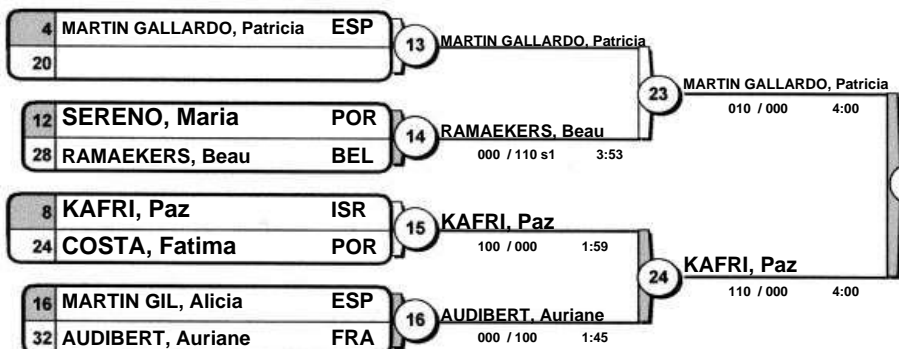 4 MARTIN GALLARDO, Patricia ESP
20
13
MARTIN GALLARDO, Patricia
12 SERENO, Maria POR
28 RAMAEKERS, Beau BEL
14
RAMAEKERS, Beau
000 / 110 s1 3:53
23
MARTIN GALLARDO, Patricia
010 / 000 4:00
8 KAFRI, Paz ISR
24 COSTA, Fatima POR
15
KAFRI, Paz
100 / 000 1:59
16 MARTIN GIL, Alicia ESP
32 AUDIBERT, Auriane FRA
16
AUDIBERT, Auriane
000 / 100 1:45
24
KAFRI, Paz
110 / 000 4:00